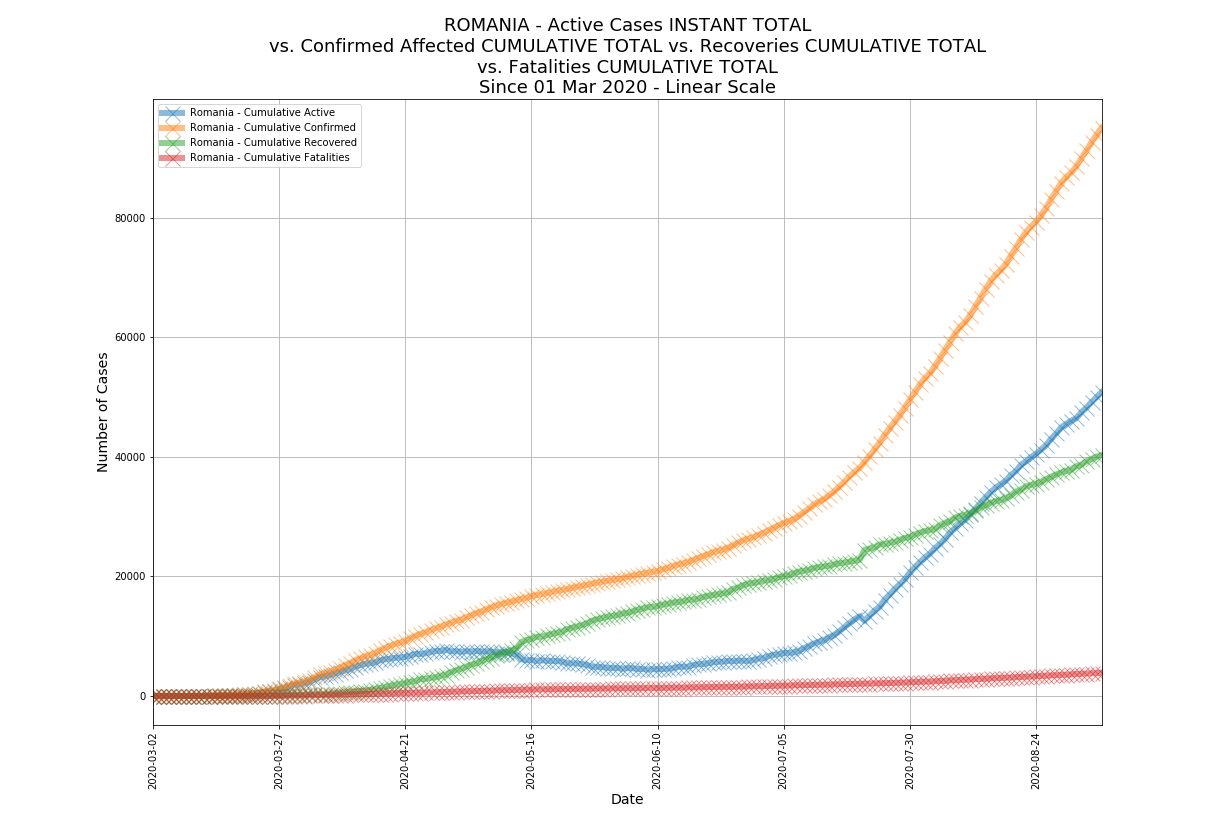 ROMANIA - Active Cases INSTANT TOTAL
vs. Confirmed Affected CUMULATIVE TOTAL vs. Recoveries CUMULATIVE TOTAL
vs. Fatalities CUMULATIVE TOTAL
Since 01 Mar 2020 - Linear Scale
Romania - Cumulative Active
Romania - Cumulative Confirmed
Romania - Cumulative Recovered
Romania - Cumulative Fatalities
80000
60000
40000
20000
0
Number of Cases
2020-03-02
2020-03-27
2020-04-21
2020-05-16
2020-06-10
2020-07-05
2020-07-30
2020-08-24
Date